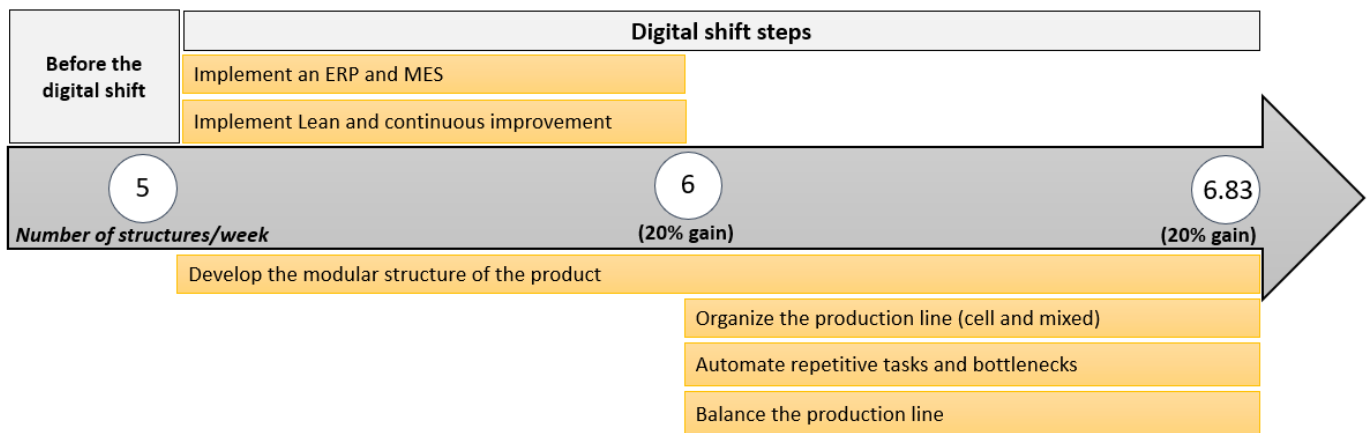 Digital shift steps
Before the
digital shift
Implement an ERP and MES
Implement Lean and continuous improvement
5
6
6.83
Number of structures/week
(20% gain)
(20% gain)
Develop the modular structure of the product
Organize the production line (cell and mixed)
Automate repetitive tasks and bottlenecks
Balance the production line